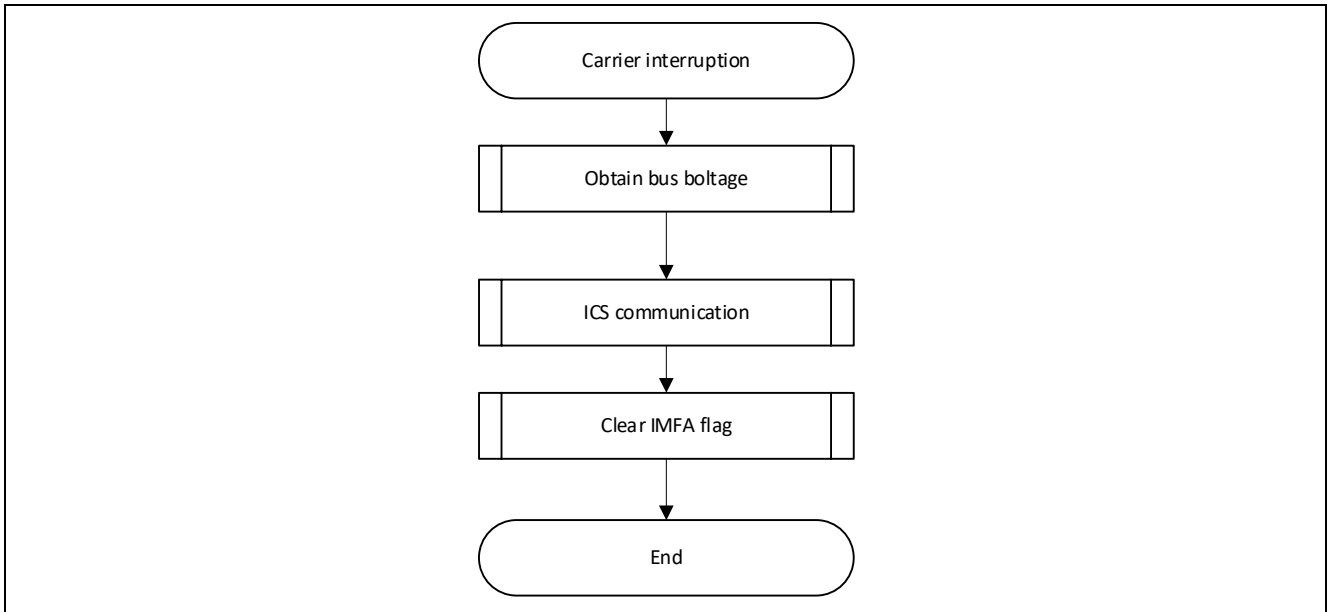 Carrier interruption
Obtain bus boltage
ICS communication
Clear IMFA flag
End